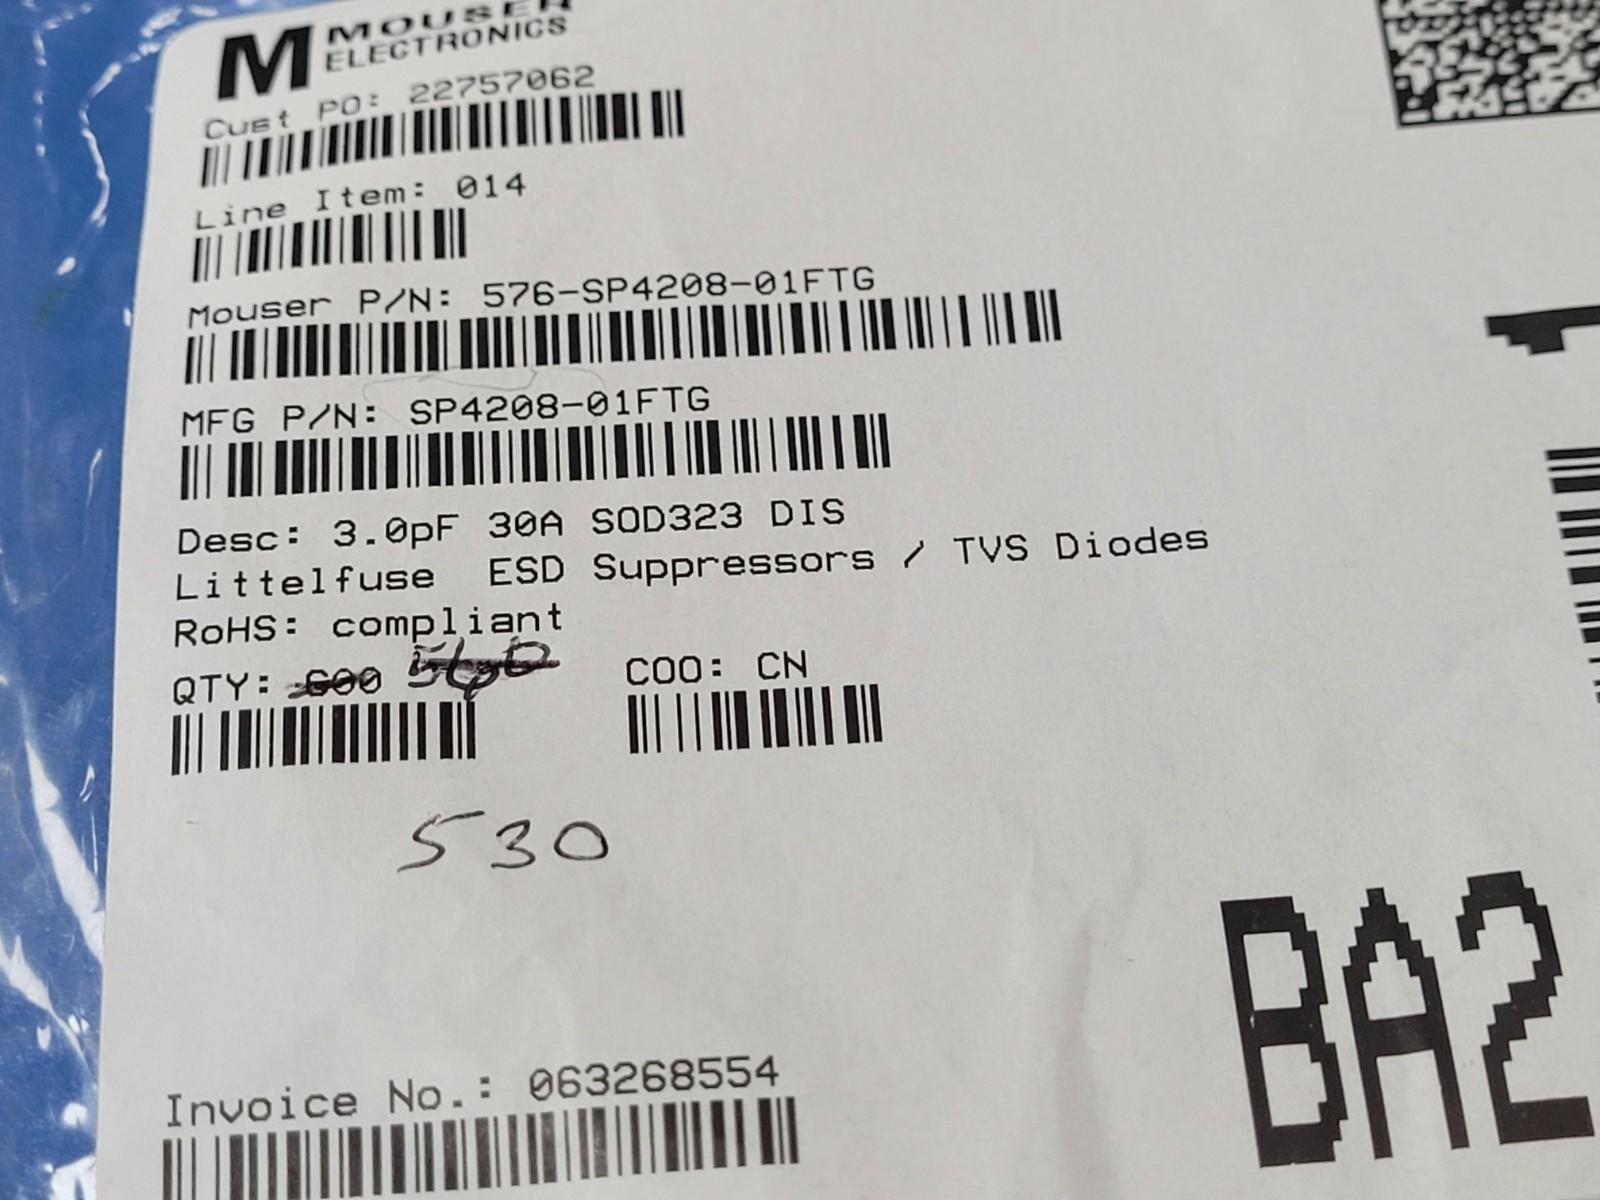 M MOUSER
ELECTRONICS
Cust PO: 22757062
Line Item: 014
Mouser P/N: 576-SP4208-01FTG
MFG P/N: SP4208-01FTG
Desc: 3.0pF 30A SOD323 DIS
Littelfuse ESD Suppressors / TVS Diodes
RoHS: compliant
QTY: 600 560 COO: CN
530
BA2
Invoice No.: 063268554